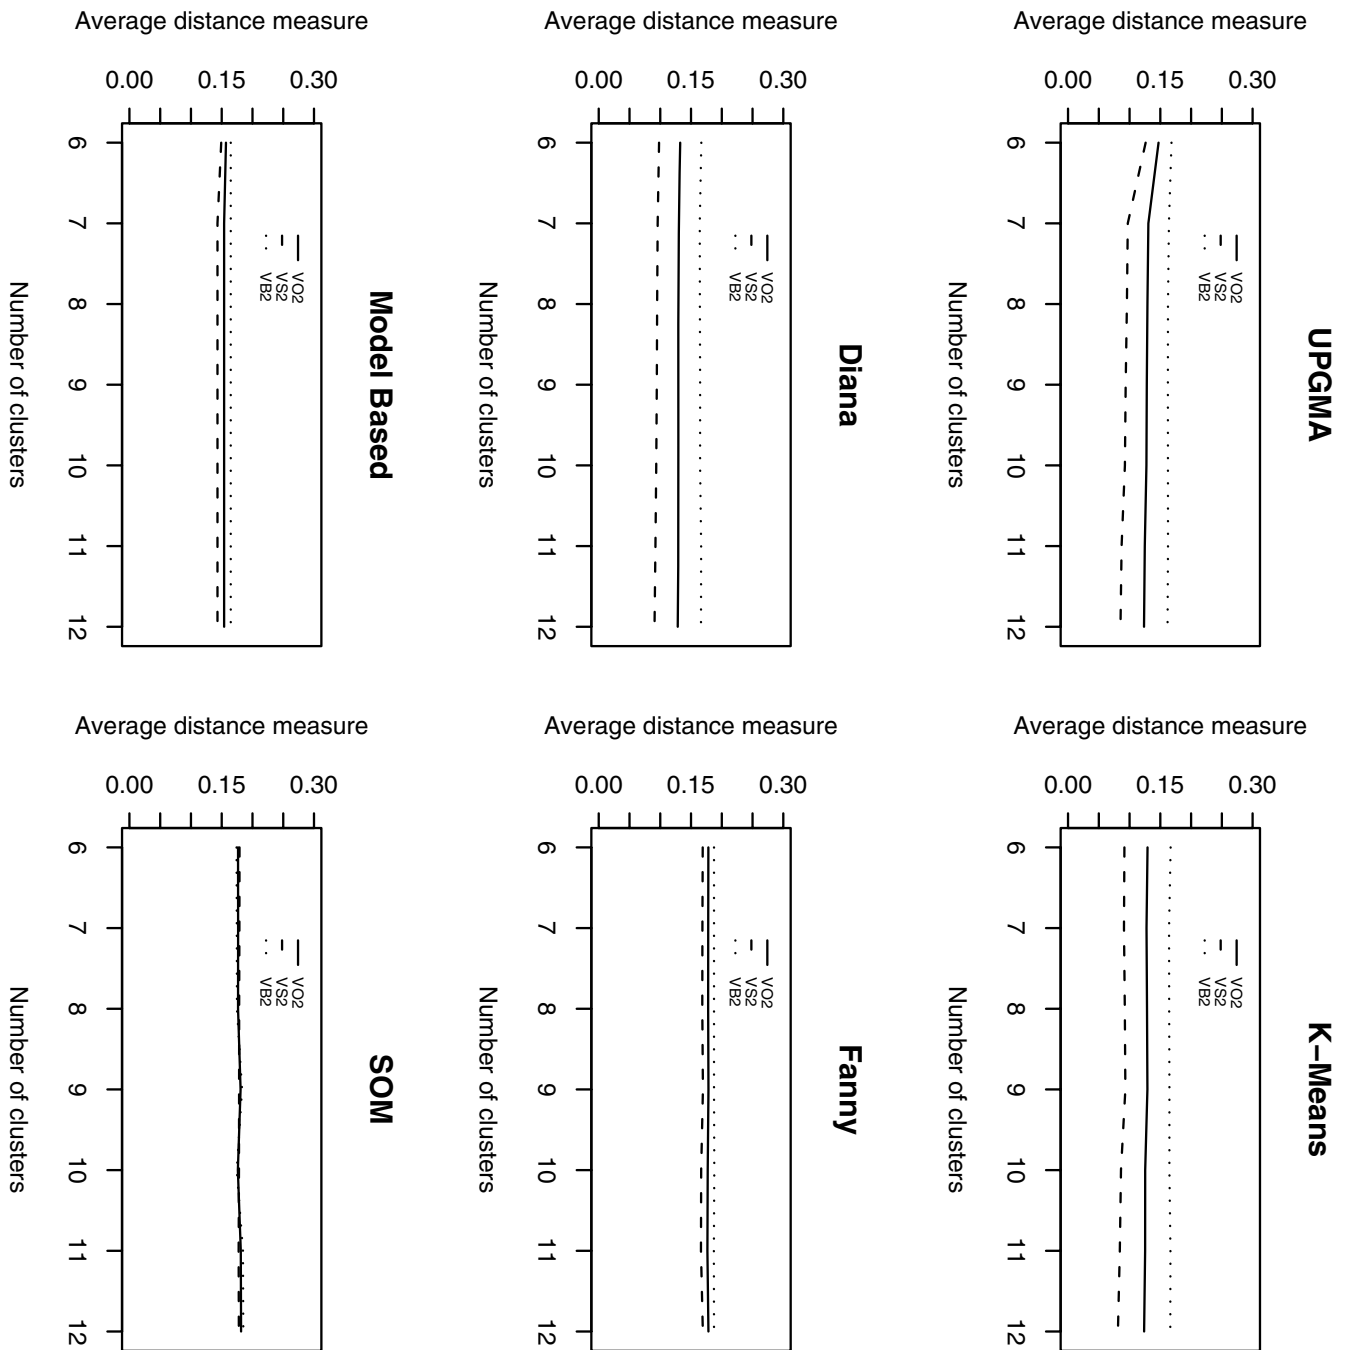 UPGMA
Average distance measure
0.00 0.15 0.30
6 7 8 9 10 11 12
Number of clusters
VO2
VS2
VB2
K−Means
Average distance measure
0.00 0.15 0.30
6 7 8 9 10 11 12
Number of clusters
VO2
VS2
VB2
Diana
Average distance measure
0.00 0.15 0.30
6 7 8 9 10 11 12
Number of clusters
VO2
VS2
VB2
Fanny
Average distance measure
0.00 0.15 0.30
6 7 8 9 10 11 12
Number of clusters
VO2
VS2
VB2
Model Based
Average distance measure
0.00 0.15 0.30
6 7 8 9 10 11 12
Number of clusters
VO2
VS2
VB2
SOM
Average distance measure
0.00 0.15 0.30
6 7 8 9 10 11 12
Number of clusters
VO2
VS2
VB2